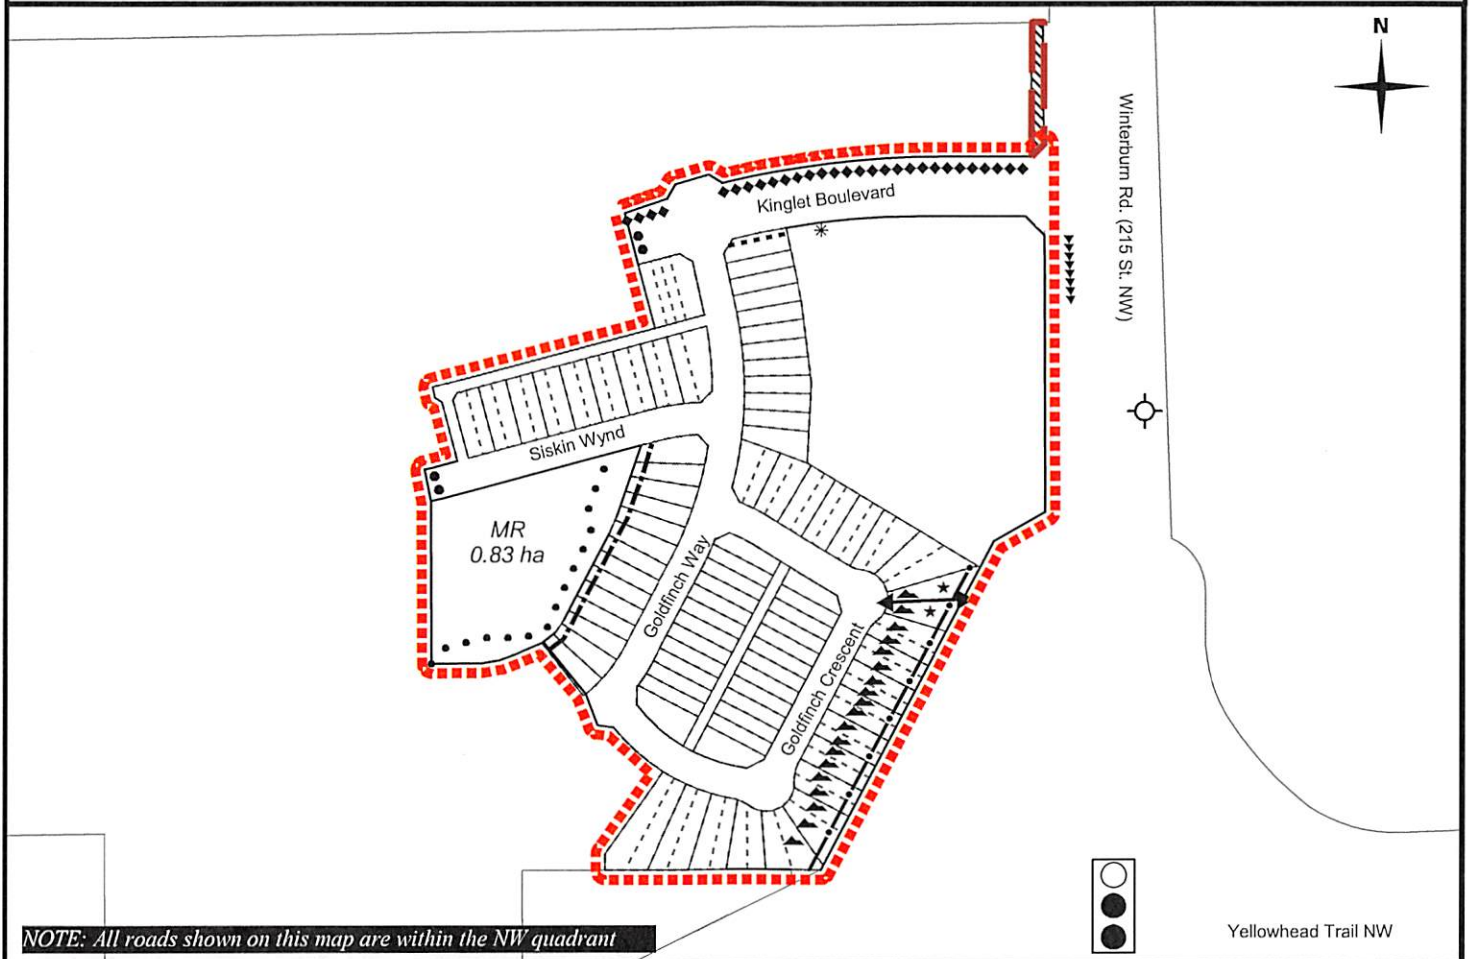 N
Winterburn Rd. (215 St. NW)
Kinglet Boulevard
Siskin Wynd
MR
0.83 ha
Goldfinch Way
Goldfinch Crescent
NOTE: All roads shown on this map are within the NW quadrant
Yellowhead Trail NW